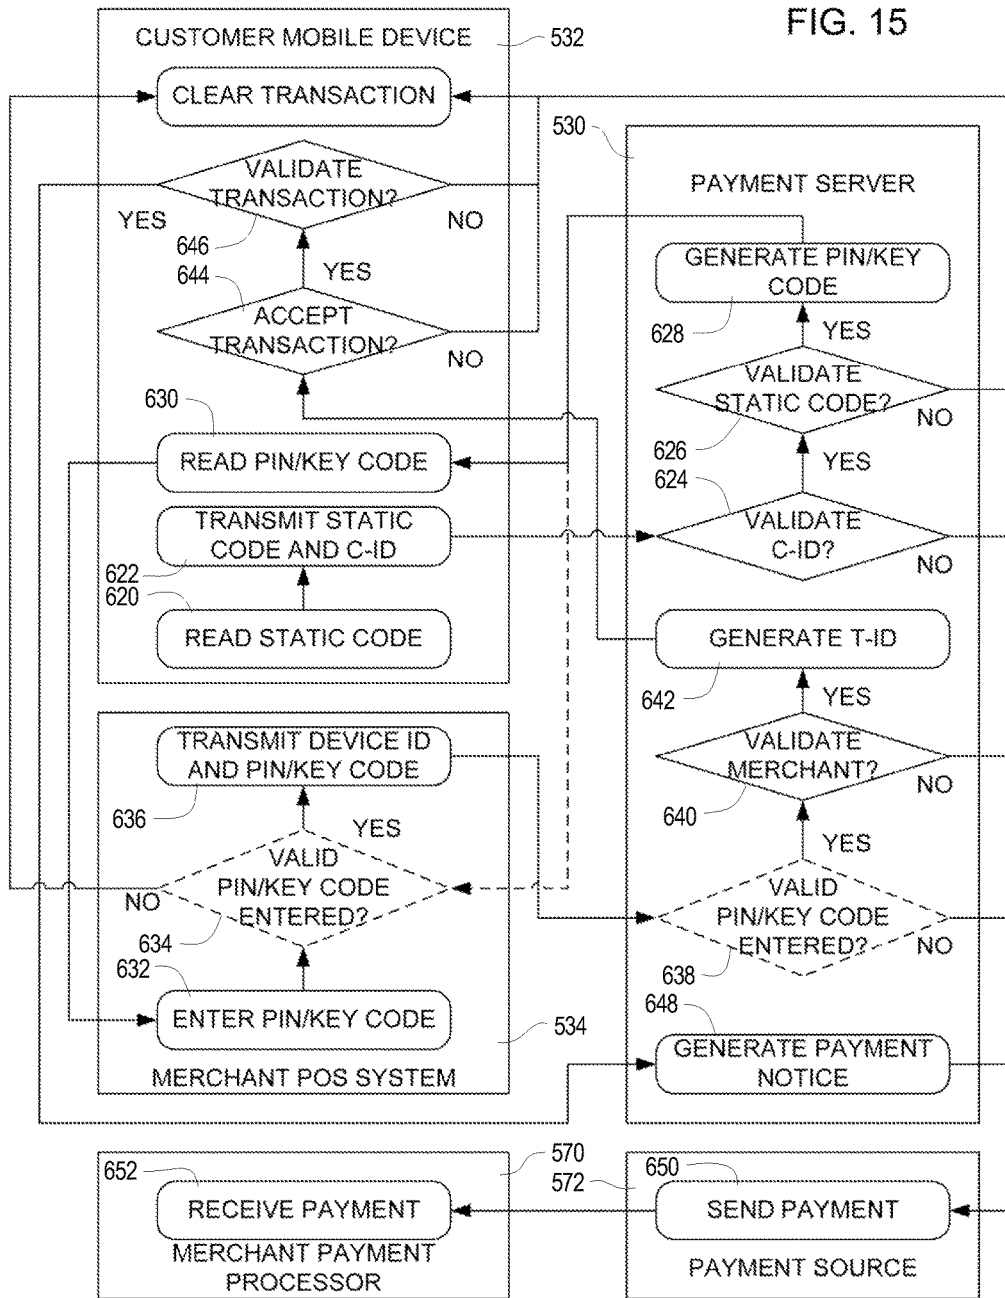 FIG. 15
CUSTOMER MOBILE DEVICE
532
CLEAR TRANSACTION
VALIDATE
TRANSACTION?
YES
NO
646
644
YES
ACCEPT
TRANSACTION?
NO
630
READ PIN/KEY CODE
TRANSMIT STATIC
CODE AND C-ID
622
620
READ STATIC CODE
530
PAYMENT SERVER
GENERATE PIN/KEY
CODE
628
YES
VALIDATE
STATIC CODE?
NO
626
624
YES
VALIDATE
C-ID?
NO
GENERATE T-ID
642
YES
VALIDATE
MERCHANT?
NO
640
YES
VALID
PIN/KEY CODE
ENTERED?
NO
638
648
GENERATE PAYMENT
NOTICE
TRANSMIT DEVICE ID
AND PIN/KEY CODE
636
YES
VALID
PIN/KEY CODE
ENTERED?
NO
634
632
ENTER PIN/KEY CODE
534
MERCHANT POS SYSTEM
652
570
RECEIVE PAYMENT
MERCHANT PAYMENT
PROCESSOR
572
650
SEND PAYMENT
PAYMENT SOURCE